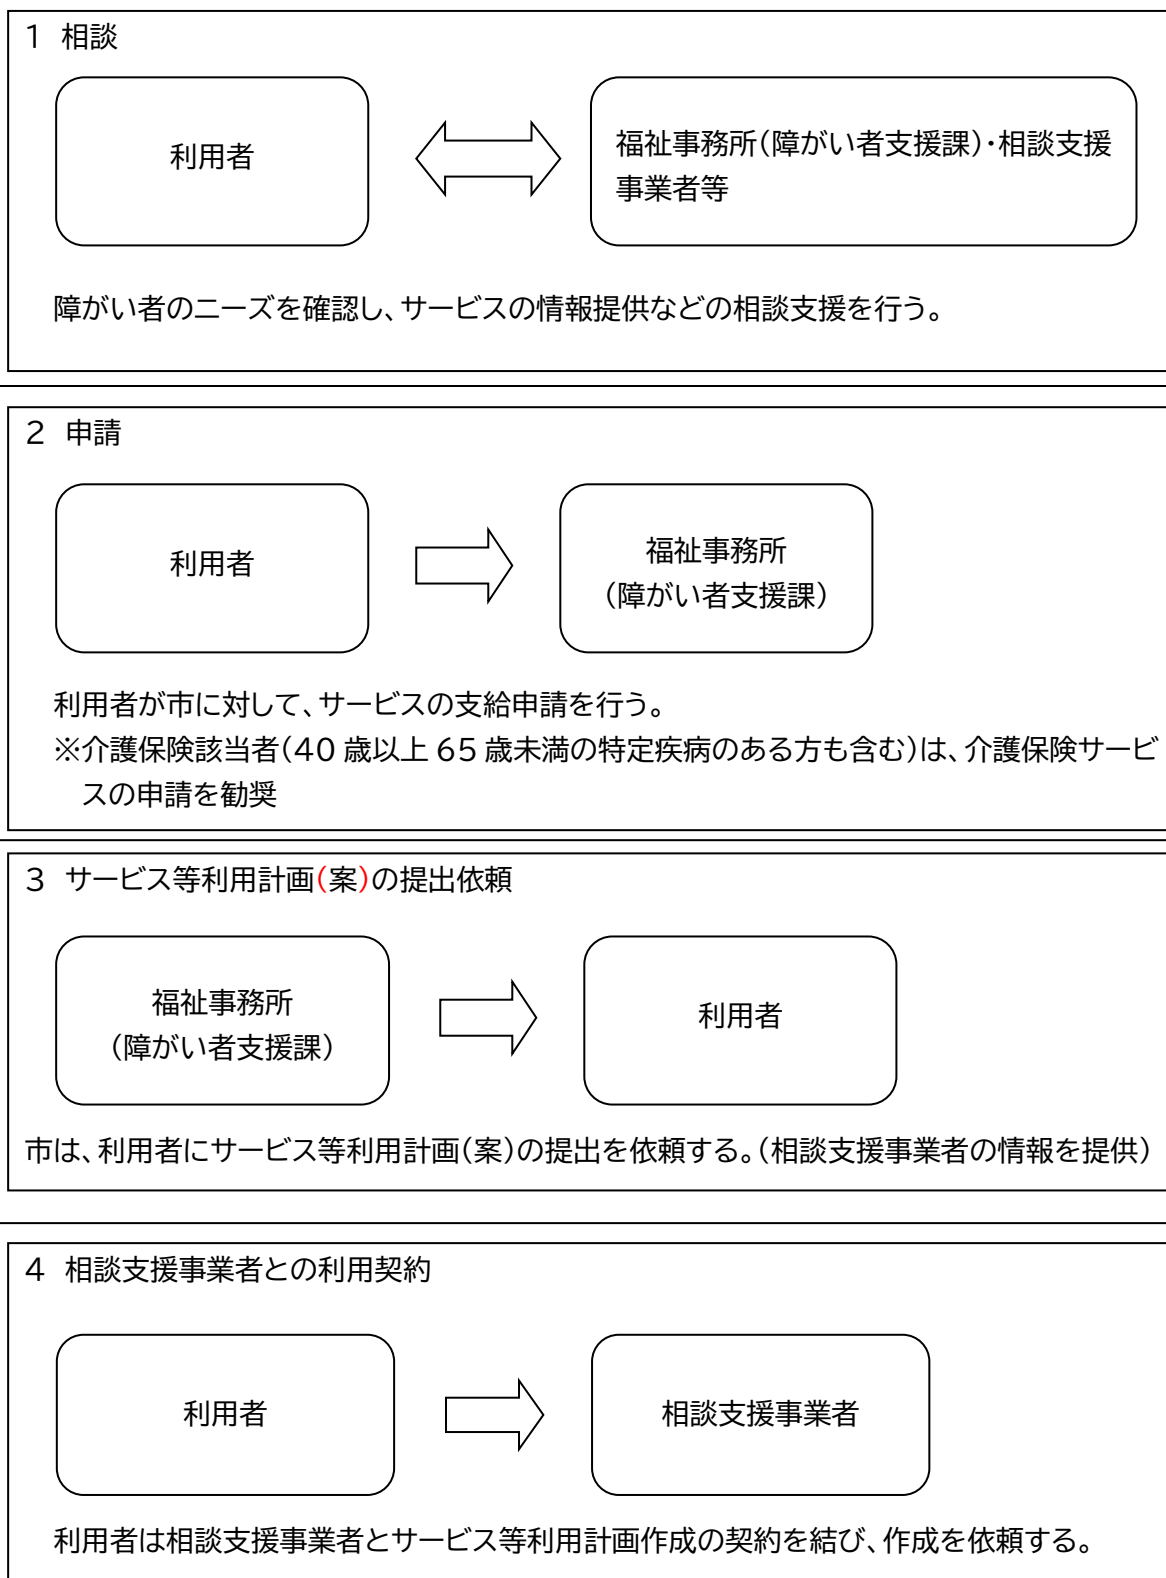 1 相談
利用者
福祉事務所(障がい者支援課)・相談支援
事業者等
障がい者のニーズを確認し、サービスの情報提供などの相談支援を行う。
2 申請
利用者
福祉事務所
(障がい者支援課)
利用者が市に対して、サービスの支給申請を行う。
※介護保険該当者(40 歳以上 65 歳未満の特定疾病のある方も含む)は、介護保険サービ
スの申請を勧奨
3 サービス等利用計画(案)の提出依頼
福祉事務所
(障がい者支援課)
利用者
市は、利用者にサービス等利用計画(案)の提出を依頼する。(相談支援事業者の情報を提供)
4 相談支援事業者との利用契約
利用者
相談支援事業者
利用者は相談支援事業者とサービス等利用計画作成の契約を結び、作成を依頼する。